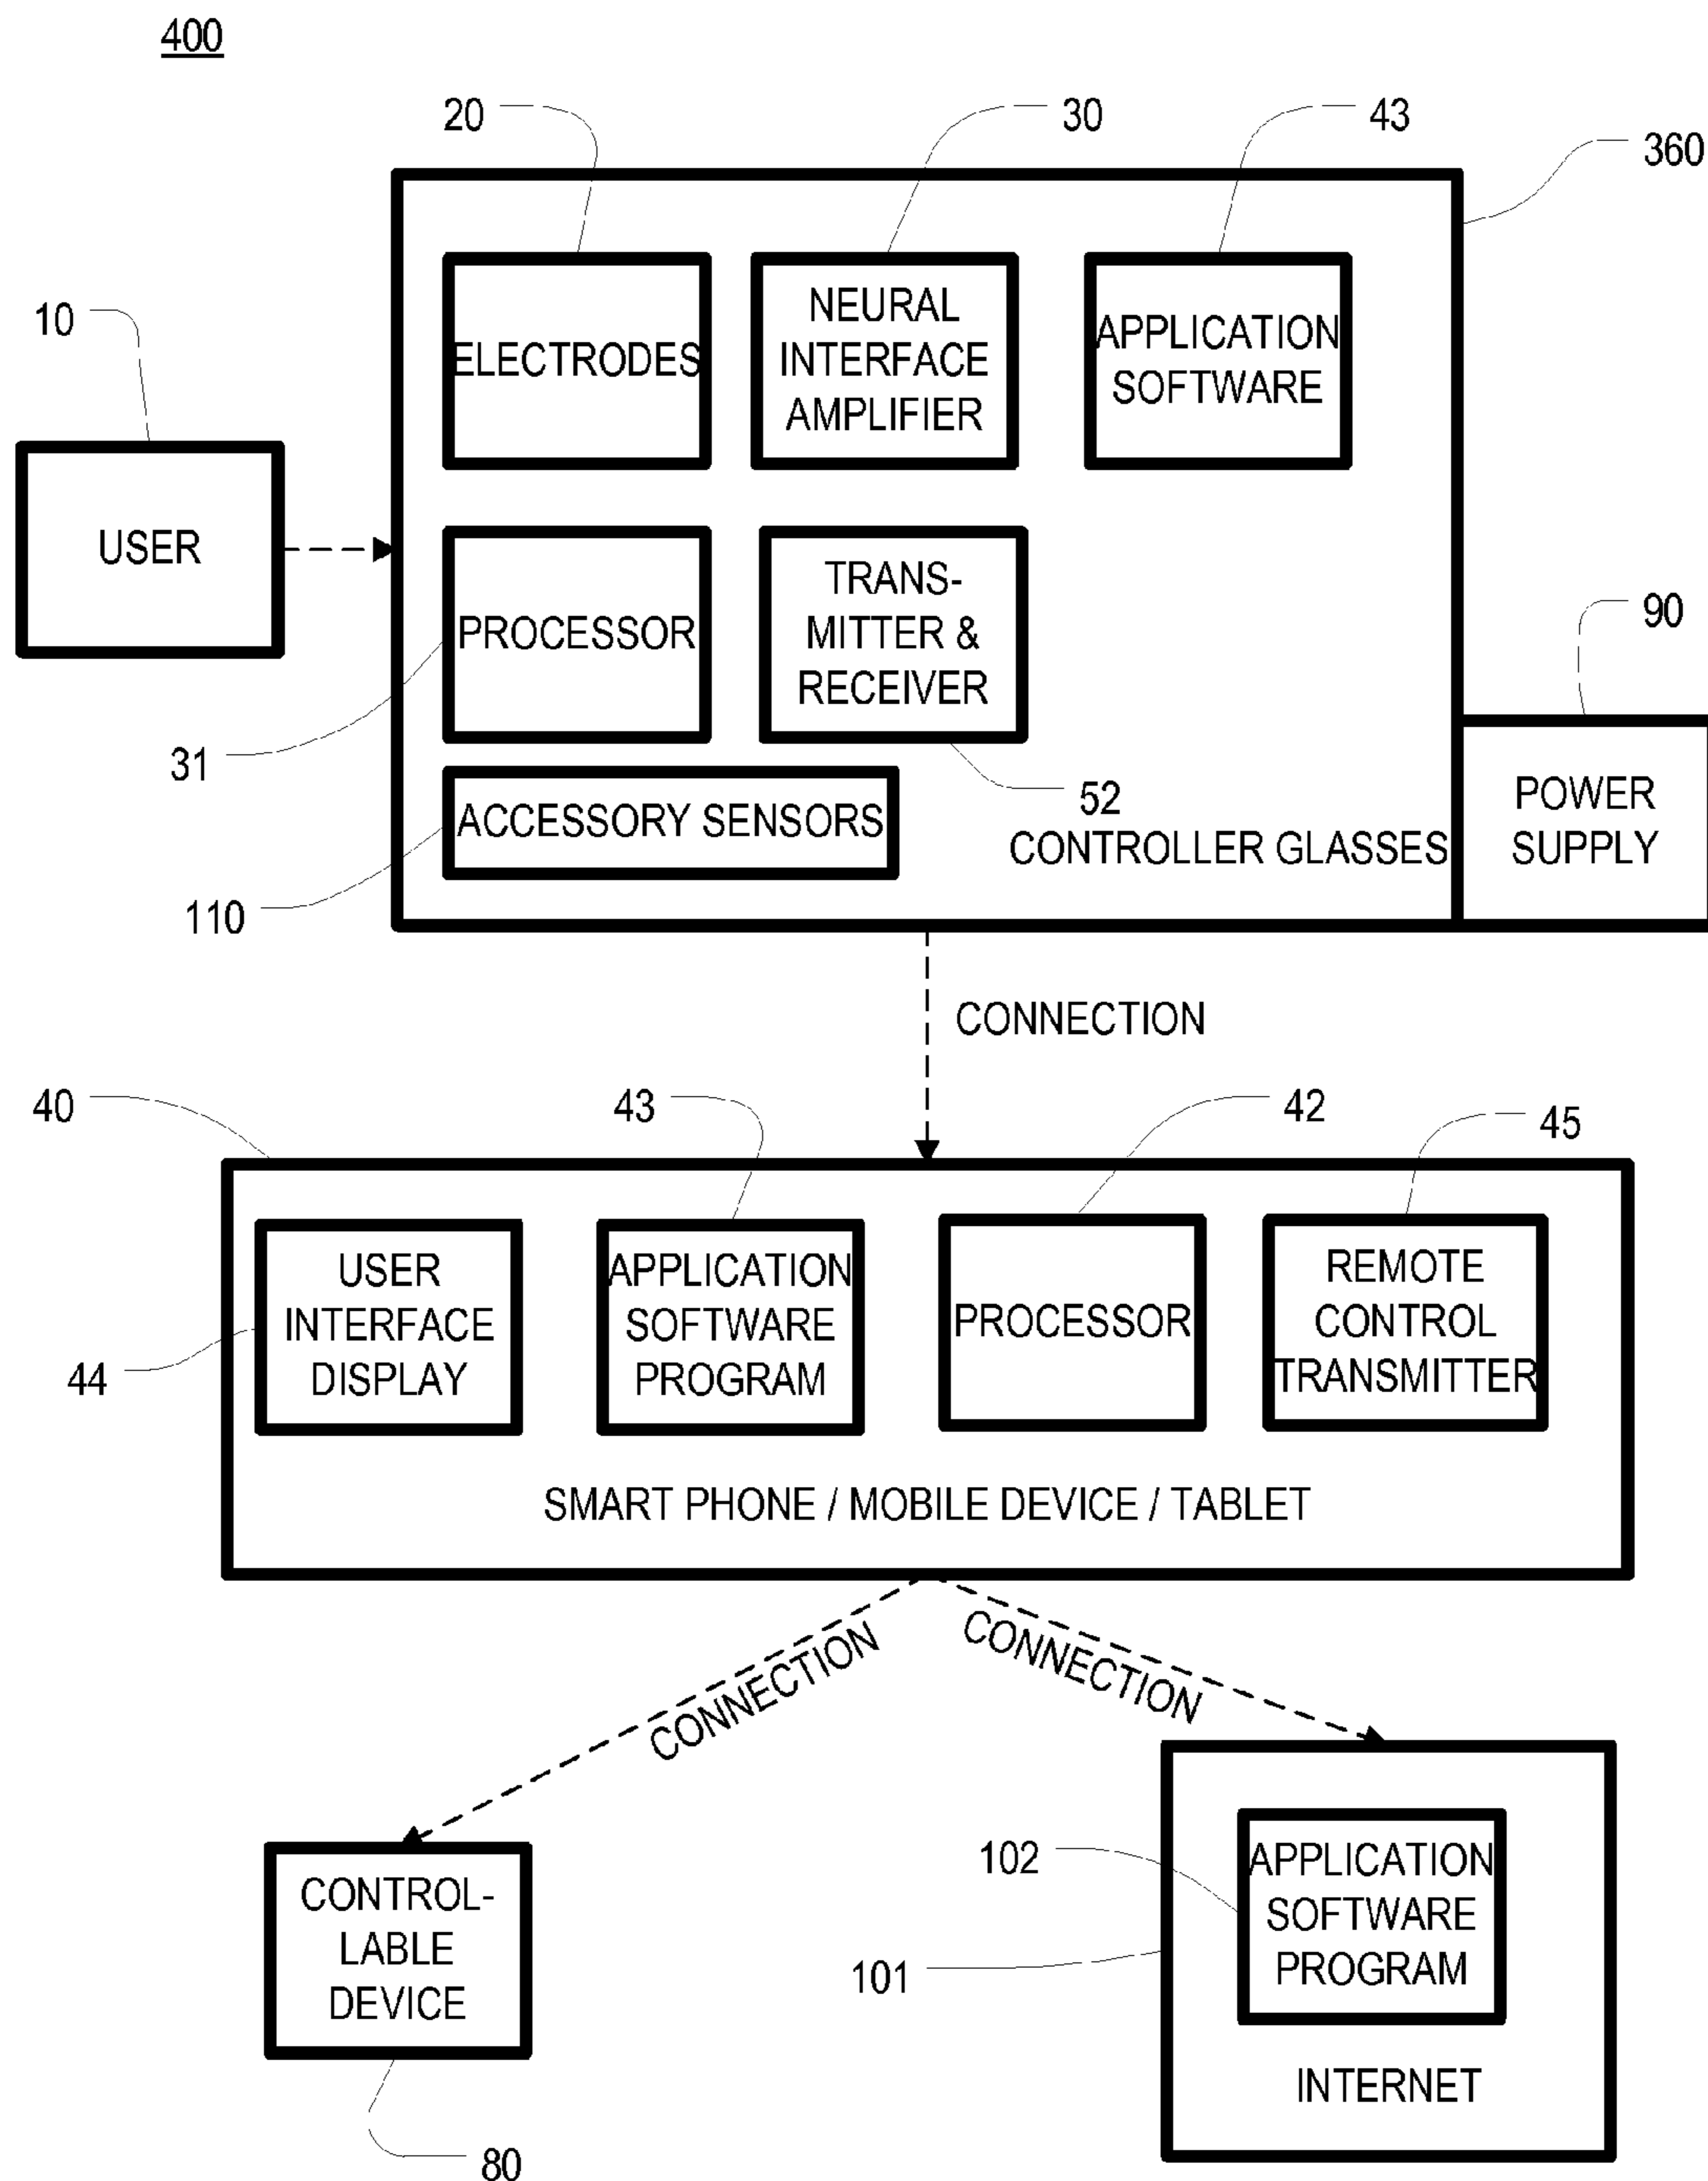 400
20
30
43
360
10
ELECTRODES
NEURAL
INTERFACE
AMPLIFIER
APPLICATION
SOFTWARE
USER
PROCESSOR
TRANS-
MITTER &
RECEIVER
90
31
52
ACCESSORY SENSORS
CONTROLLER GLASSES
POWER
SUPPLY
110
CONNECTION
40
43
42
45
USER
INTERFACE
DISPLAY
APPLICATION
SOFTWARE
PROGRAM
PROCESSOR
REMOTE
CONTROL
TRANSMITTER
44
SMART PHONE / MOBILE DEVICE / TABLET
CONNECTION
CONNECTION
CONTROL-
LABLE
DEVICE
102
APPLICATION
SOFTWARE
PROGRAM
101
INTERNET
80